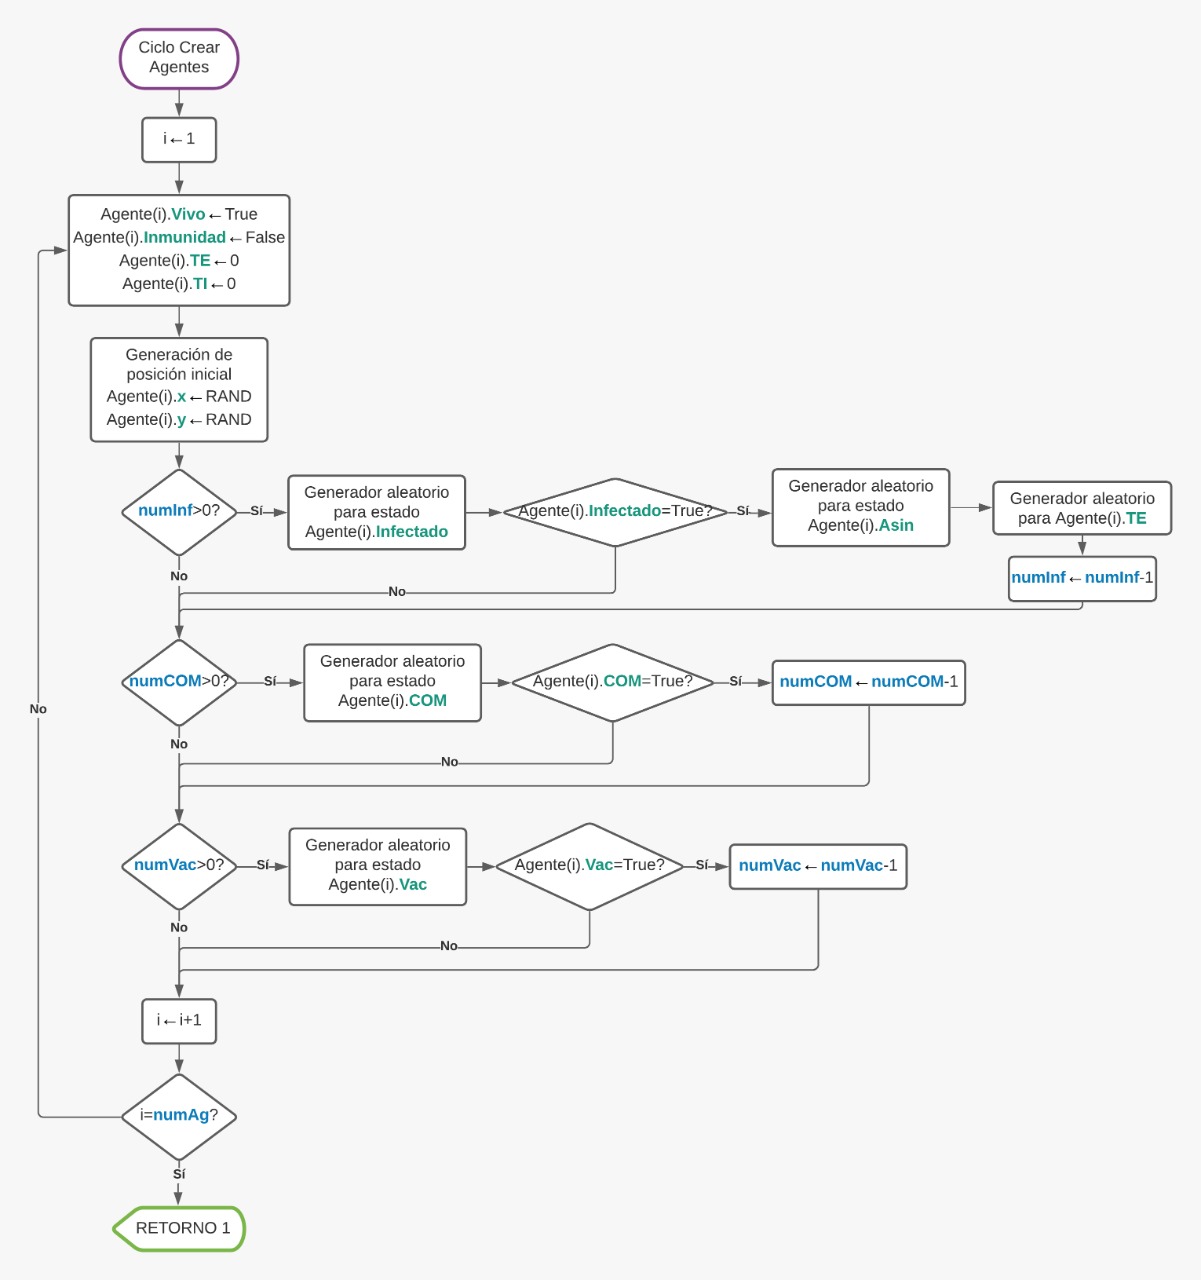 Ciclo Crear
Agentes
i←1
Agente(i).Vivo←True
Agente(i).Inmunidad←False
Agente(i).TE←0
Agente(i).TI←0
Generación de
posición inicial
Agente(i).x←RAND
Agente(i).y←RAND
numInf>0?
Sí
Generador aleatorio
para estado
Agente(i).Infectado
Agente(i).Infectado=True?
Sí
Generador aleatorio
para estado
Agente(i).Asin
Generador aleatorio
para Agente(i).TE
numInf←numInf-1
No
No
numCOM>0?
Sí
Generador aleatorio
para estado
Agente(i).COM
Agente(i).COM=True?
Sí
numCOM←numCOM-1
No
No
No
numVac>0?
Sí
Generador aleatorio
para estado
Agente(i).Vac
Agente(i).Vac=True?
Sí
numVac←numVac-1
No
No
i←i+1
i=numAg?
Sí
RETORNO 1